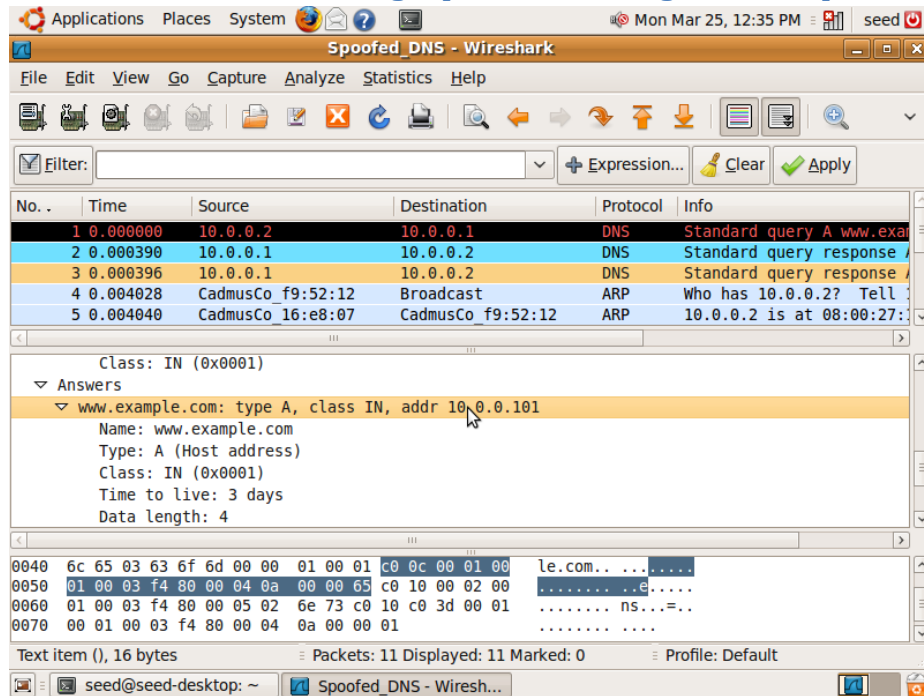 Applications Places System Mon Mar 25, 12:35 PM seed
Spoofed_DNS - Wireshark
File Edit View Go Capture Analyze Statistics Help
Filter: Expression... Clear Apply
No. . Time Source Destination Protocol Info
1 0.000000 10.0.0.2 10.0.0.1 DNS Standard query A www.exam
2 0.000390 10.0.0.1 10.0.0.2 DNS Standard query response
3 0.000396 10.0.0.1 10.0.0.2 DNS Standard query response
4 0.004028 CadmusCo_f9:52:12 Broadcast ARP Who has 10.0.0.2? Tell
5 0.004040 CadmusCo_16:e8:07 CadmusCo_f9:52:12 ARP 10.0.0.2 is at 08:00:27:
Class: IN (0x0001)
Answers
www.example.com: type A, class IN, addr 10.0.0.101
Name: www.example.com
Type: A (Host address)
Class: IN (0x0001)
Time to live: 3 days
Data length: 4
0040 6c 65 03 63 6f 6d 00 00 01 00 01 c0 0c 00 01 00 le.com.. ........
0050 01 00 03 f4 80 00 04 0a 00 00 65 c0 10 00 02 00 ........ ..e.....
0060 01 00 03 f4 80 00 05 02 6e 73 c0 10 c0 3d 00 01 ........ ns...=..
0070 00 01 00 03 f4 80 00 04 0a 00 00 01 ........ ....
Text item (), 16 bytes Packets: 11 Displayed: 11 Marked: 0 Profile: Default
seed@seed-desktop: ~ Spoofed_DNS - Wiresh...